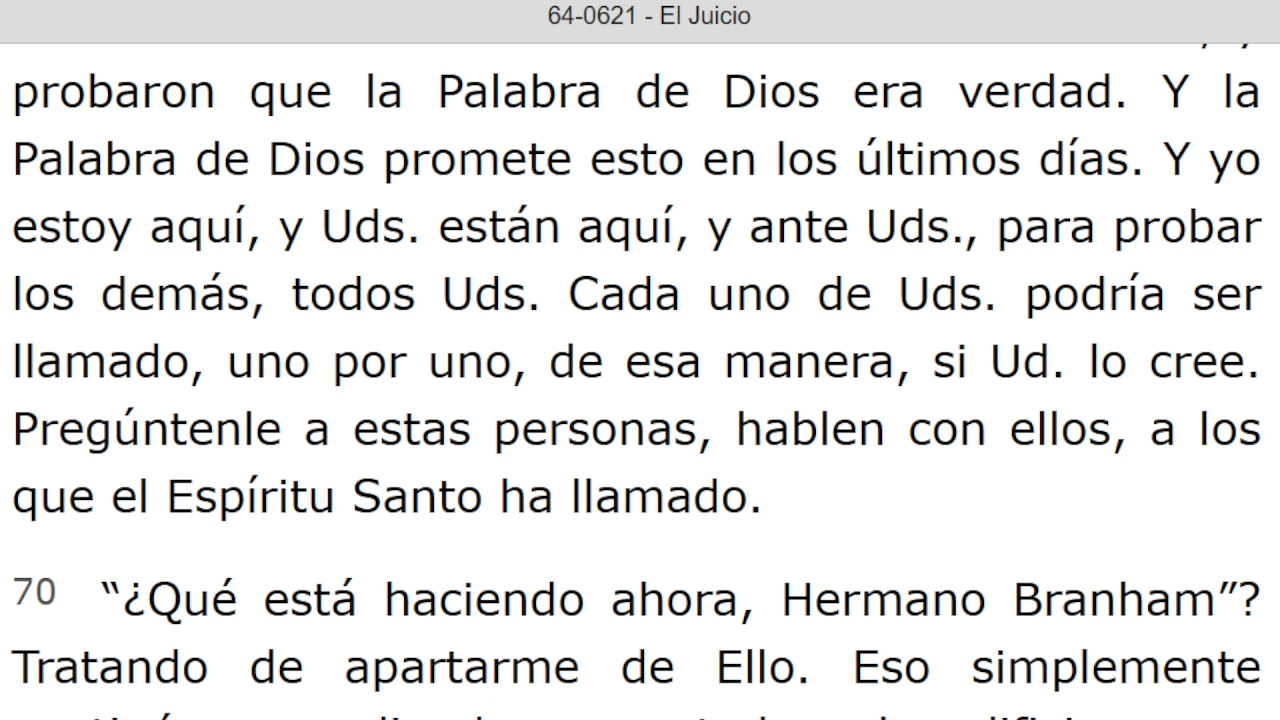 64-0621 - El Juicio
probaron que la Palabra de Dios era verdad. Y la
Palabra de Dios promete esto en los últimos días. Y yo
estoy aquí, y Uds. están aquí, y ante Uds., para probar
los demás, todos Uds. Cada uno de Uds. podría ser
llamado, uno por uno, de esa manera, si Ud. lo cree.
Pregúntenle a estas personas, hablen con ellos, a los
que el Espíritu Santo ha llamado.
70 “¿Qué está haciendo ahora, Hermano Branham”?
Tratando de apartarme de Ello. Eso simplemente